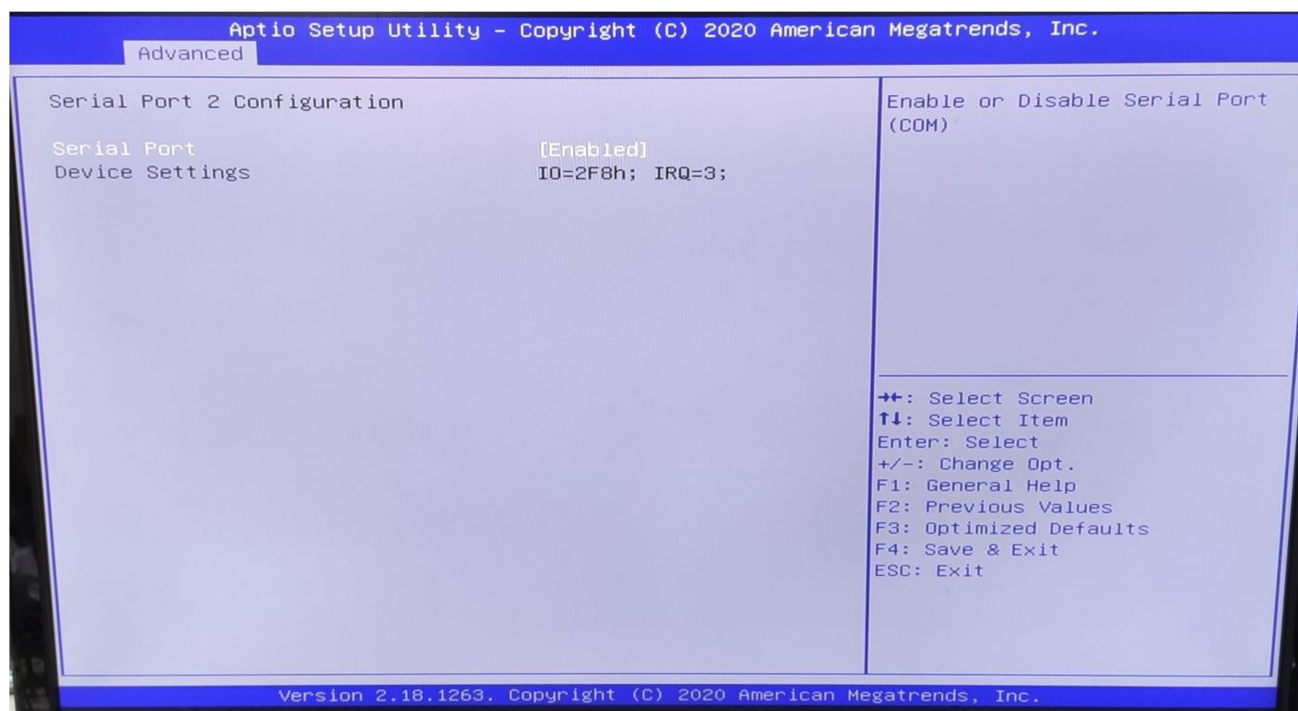 Aptio Setup Utility – Copyright (C) 2020 American Megatrends, Inc.
Advanced
Serial Port 2 Configuration
Serial Port [Enabled]
Device Settings IO=2F8h; IRQ=3;
Enable or Disable Serial Port
(COM)
→←: Select Screen
↑↓: Select Item
Enter: Select
+/-: Change Opt.
F1: General Help
F2: Previous Values
F3: Optimized Defaults
F4: Save & Exit
ESC: Exit
Version 2.18.1263. Copyright (C) 2020 American Megatrends, Inc.